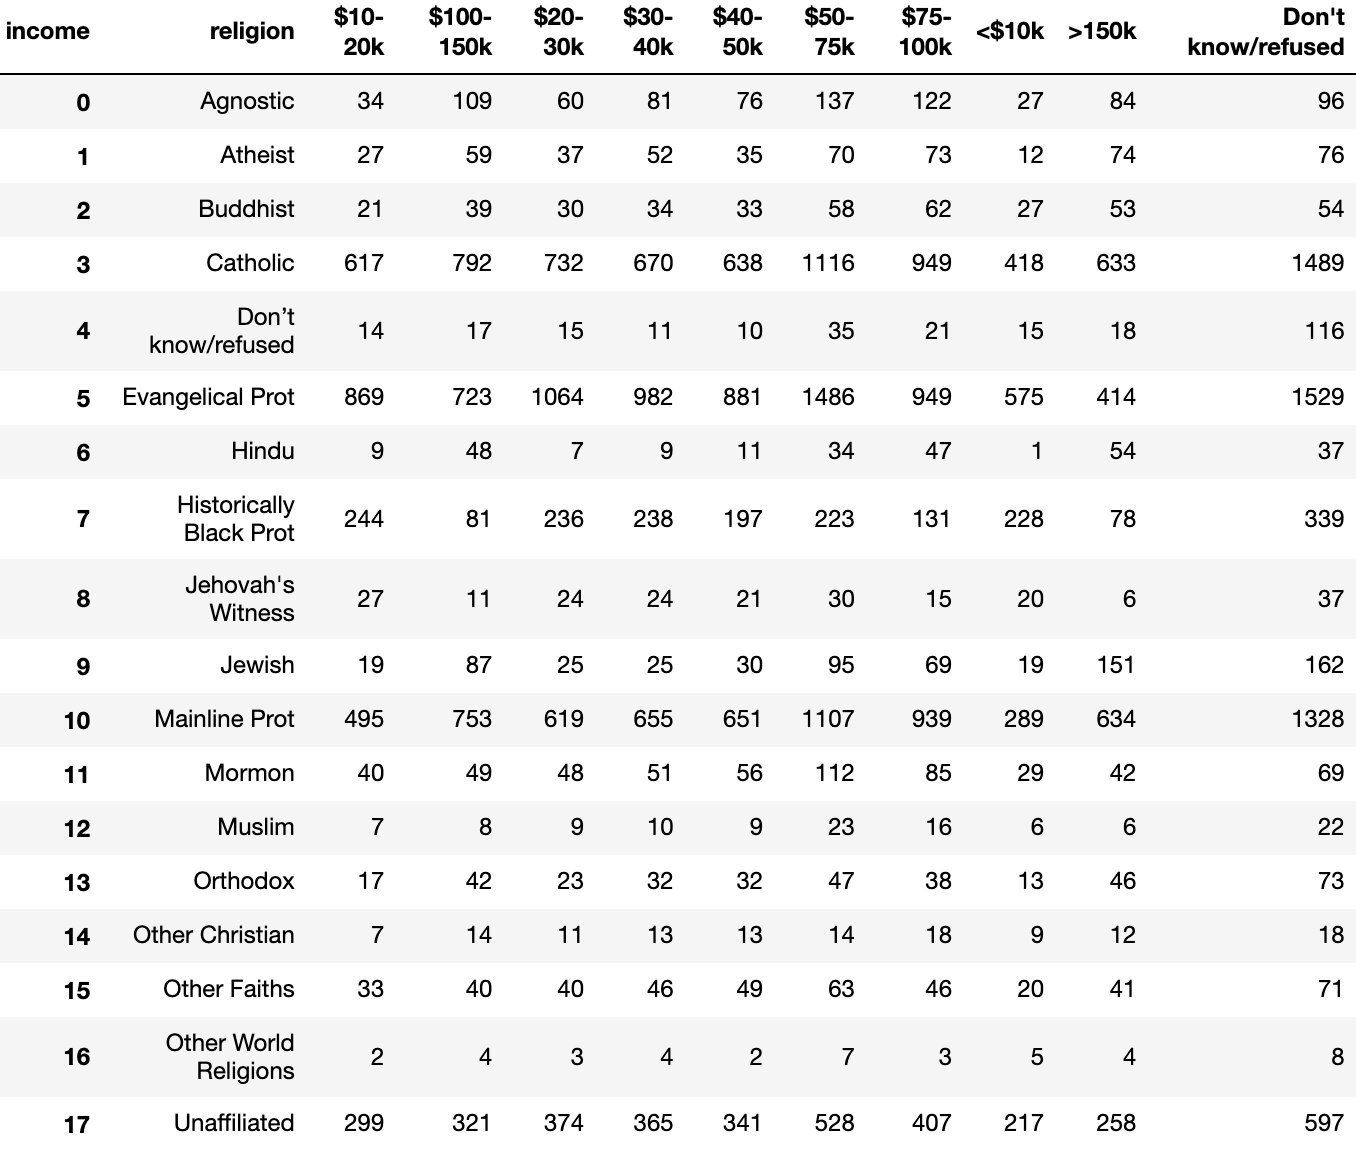 income religion $10-20k $100-150k $20-30k $30-40k $40-50k $50-75k $75-100k <$10k >150k Don't know/refused
0 Agnostic 34 109 60 81 76 137 122 27 84 96
1 Atheist 27 59 37 52 35 70 73 12 74 76
2 Buddhist 21 39 30 34 33 58 62 27 53 54
3 Catholic 617 792 732 670 638 1116 949 418 633 1489
4 Don’t know/refused 14 17 15 11 10 35 21 15 18 116
5 Evangelical Prot 869 723 1064 982 881 1486 949 575 414 1529
6 Hindu 9 48 7 9 11 34 47 1 54 37
7 Historically Black Prot 244 81 236 238 197 223 131 228 78 339
8 Jehovah's Witness 27 11 24 24 21 30 15 20 6 37
9 Jewish 19 87 25 25 30 95 69 19 151 162
10 Mainline Prot 495 753 619 655 651 1107 939 289 634 1328
11 Mormon 40 49 48 51 56 112 85 29 42 69
12 Muslim 7 8 9 10 9 23 16 6 6 22
13 Orthodox 17 42 23 32 32 47 38 13 46 73
14 Other Christian 7 14 11 13 13 14 18 9 12 18
15 Other Faiths 33 40 40 46 49 63 46 20 41 71
16 Other World Religions 2 4 3 4 2 7 3 5 4 8
17 Unaffiliated 299 321 374 365 341 528 407 217 258 597